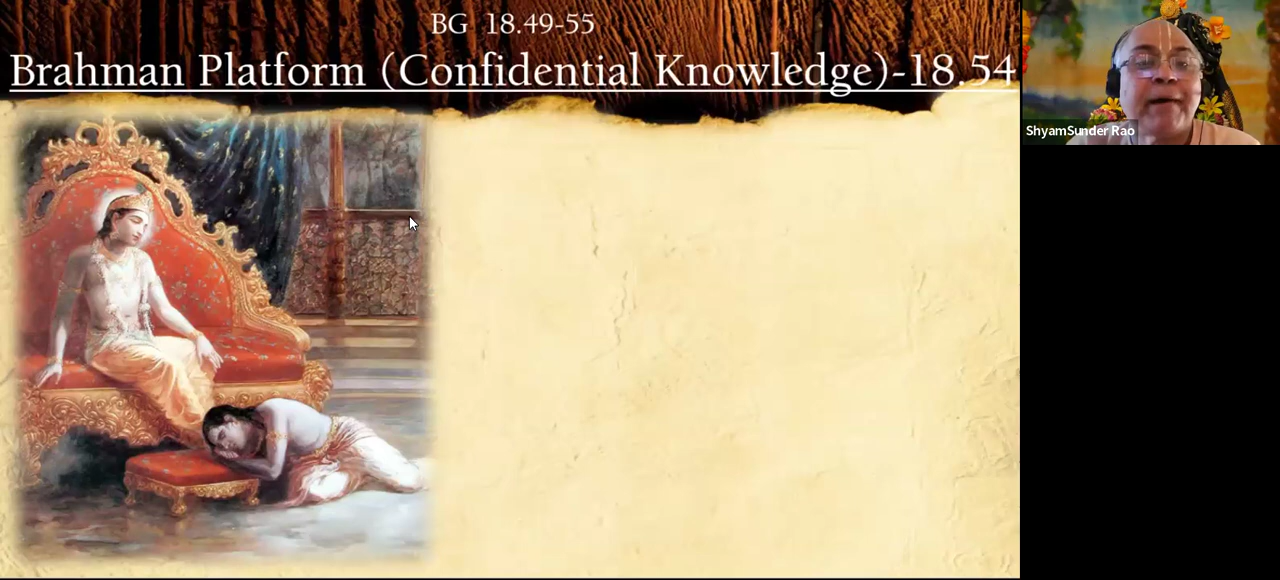 BG 18.49-55
Brahman Platform (Confidential Knowledge)-18.54
ShyamSunder Rao